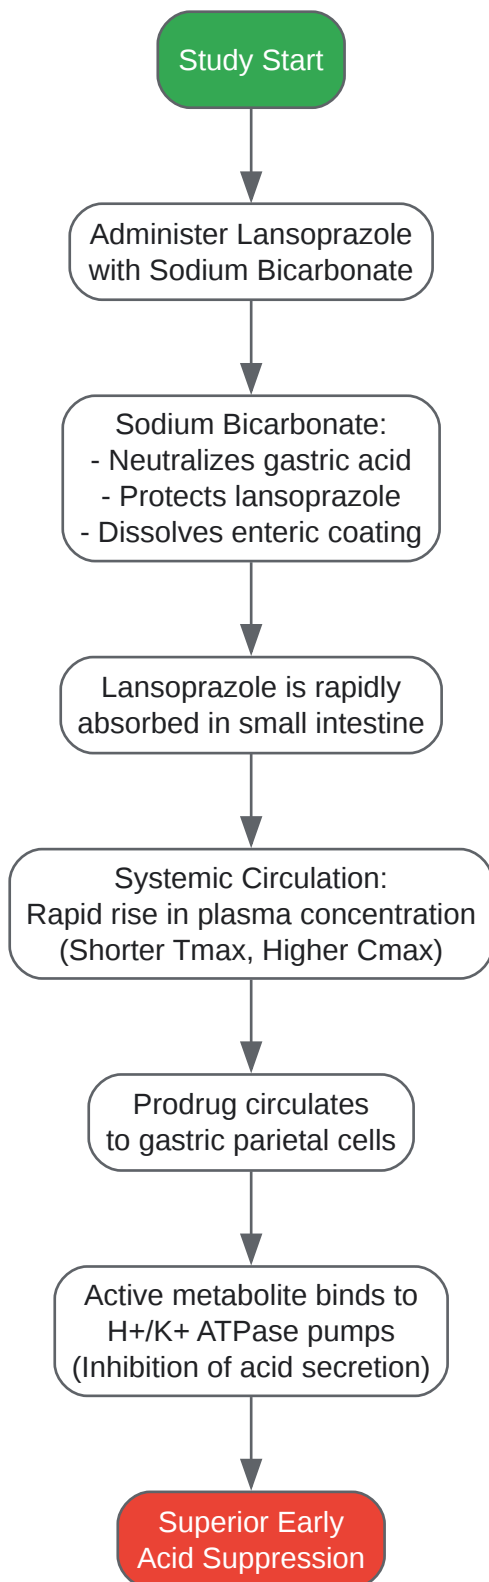 Study Start
Administer Lansoprazole
with Sodium Bicarbonate
Sodium Bicarbonate:
- Neutralizes gastric acid
- Protects lansoprazole
- Dissolves enteric coating
Lansoprazole is rapidly
absorbed in small intestine
Systemic Circulation:
Rapid rise in plasma concentration
(Shorter Tmax, Higher Cmax)
Prodrug circulates
to gastric parietal cells
Active metabolite binds to
H+/K+ ATPase pumps
(Inhibition of acid secretion)
Superior Early
Acid Suppression